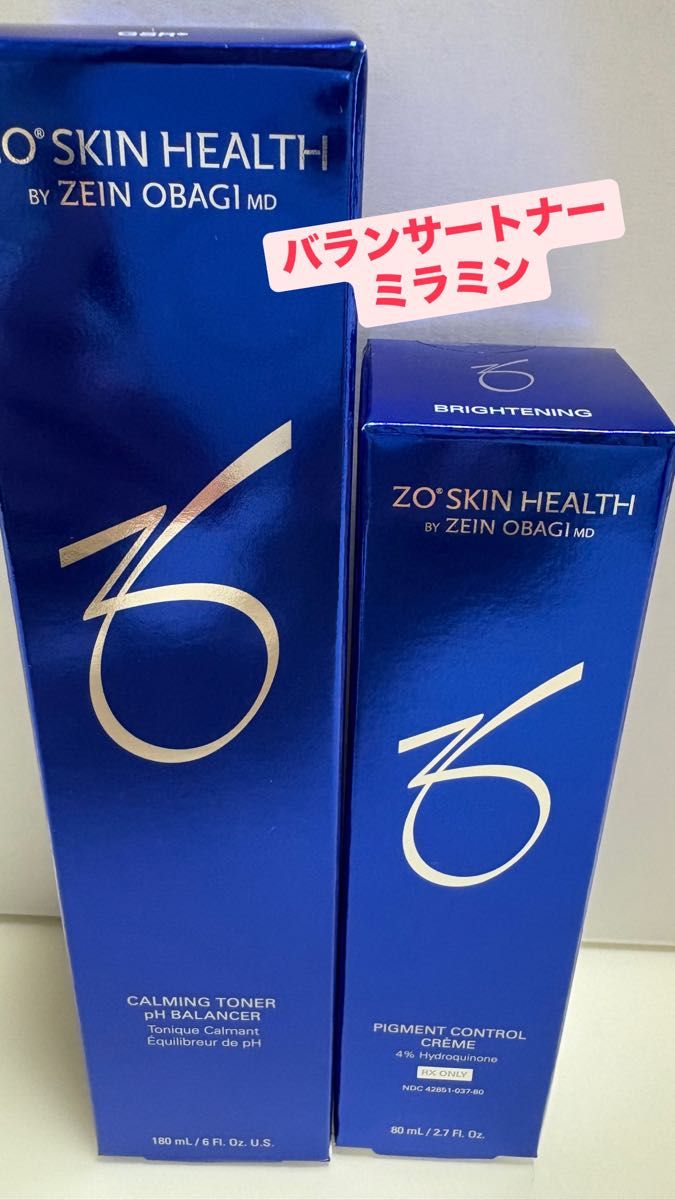 GSR®
ZO® SKIN HEALTH
BY ZEIN OBAGI MD
バランサートナー
ミラミン
BRIGHTENING
ZO® SKIN HEALTH
BY ZEIN OBAGI MD
CALMING TONER
pH BALANCER
Tonique Calmant
Équilibreur de pH
180 mL / 6 Fl. Oz. U.S.
PIGMENT CONTROL
CRÈME
4% Hydroquinone
RX ONLY
NDC 42851-037-80
80 mL / 2.7 Fl. Oz.